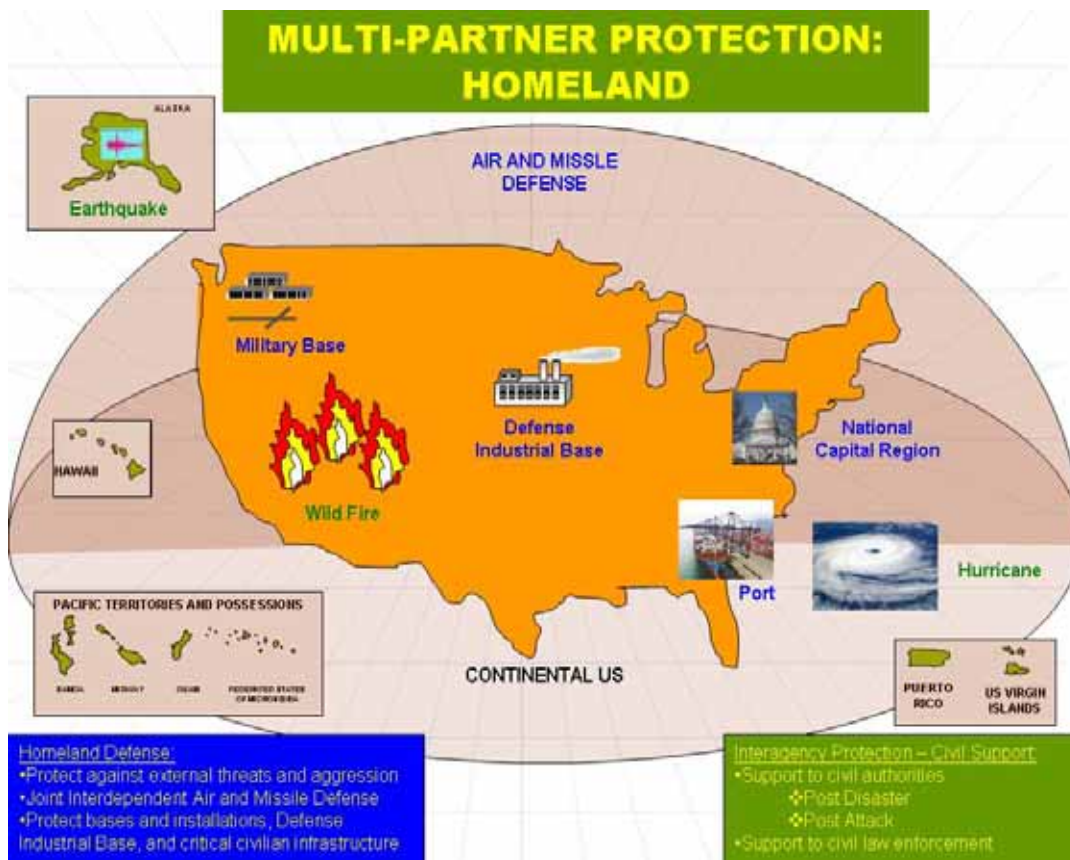 MULTI-PARTNER PROTECTION:
HOMELAND
ALASKA
Earthquake
AIR AND MISSLE
DEFENSE
Military Base
Defense
Industrial Base
National
Capital Region
HAWAII
Wild Fire
Port
Hurricane
PACIFIC TERRITORIES AND POSSESSIONS
MIDWAY
GUAM
FEDERATED STATES
OF MICRONESIA
CONTINENTAL US
PUERTO
RICO
US VIRGIN
ISLANDS
Homeland Defense:
•Protect against external threats and aggression
•Joint Interdependent Air and Missile Defense
•Protect bases and installations, Defense
Industrial Base, and critical civilian infrastructure
Interagency Protection – Civil Support:
•Support to civil authorities
❖Post Disaster
❖Post Attack
•Support to civil law enforcement